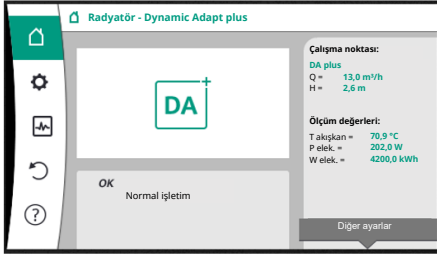 Radyatör - Dynamic Adapt plus
DA+
OK
Normal işletim
Çalışma noktası:
DA plus
Q = 13,0 m³/h
H = 2,6 m
Ölçüm değerleri:
T akışkan = 70,9 °C
P elek. = 202,0 W
W elek. = 4200,0 kWh
Diğer ayarlar
?